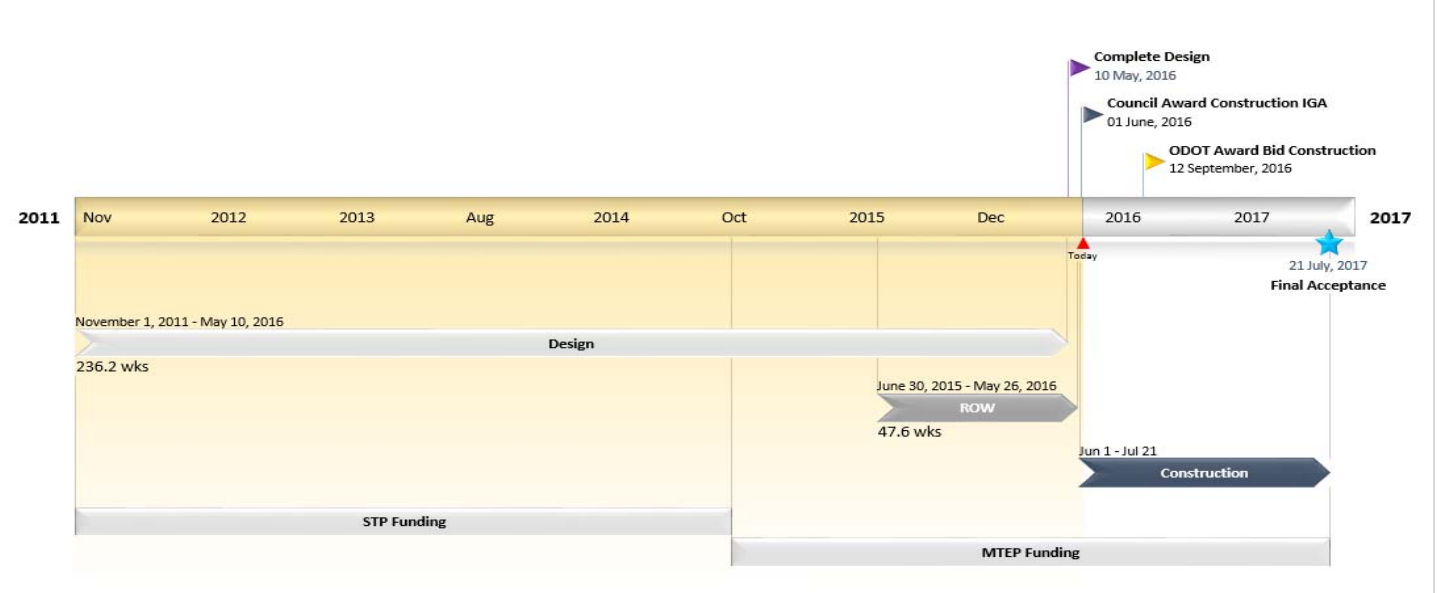 Complete Design
10 May, 2016
Council Award Construction IGA
01 June, 2016
ODOT Award Bid Construction
12 September, 2016
2011 Nov 2012 2013 Aug 2014 Oct 2015 Dec 2016 2017 2017
Today
21 July, 2017
Final Acceptance
November 1, 2011 - May 10, 2016
Design
236.2 wks
June 30, 2015 - May 26, 2016
ROW
47.6 wks
Jun 1 - Jul 21
Construction
STP Funding
MTEP Funding